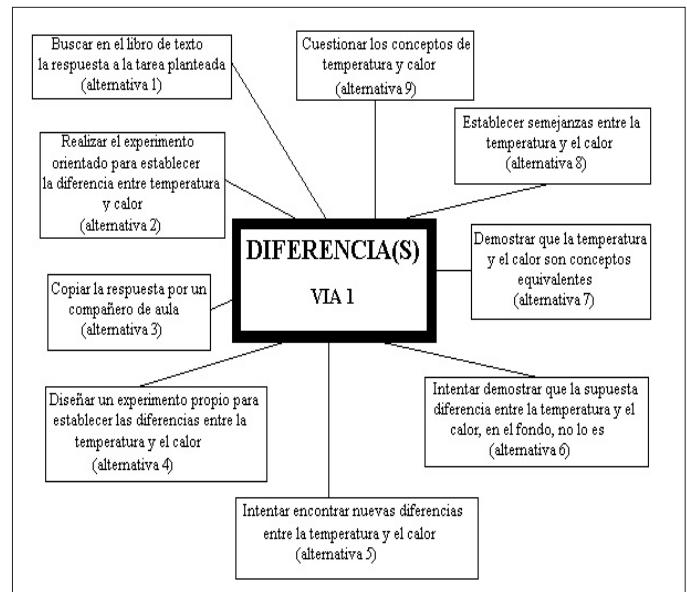 Buscar en el libro de texto
la respuesta a la tarea planteada
(alternativa 1)
Cuestionar los conceptos de
temperatura y calor
(alternativa 9)
Realizar el experimento
orientado para establecer
la diferencia entre temperatura
y calor
(alternativa 2)
Establecer semejanzas entre la
temperatura y el calor
(alternativa 8)
DIFERENCIA(S)
VIA 1
Demostrar que la temperatura
y el calor son conceptos
equivalentes
(alternativa 7)
Copiar la respuesta por un
compañero de aula
(alternativa 3)
Diseñar un experimento propio para
establecer las diferencias entre la
temperatura y el calor
(alternativa 4)
Intentar demostrar que la supuesta
diferencia entre la temperatura y el
calor, en el fondo, no lo es
(alternativa 6)
Intentar encontrar nuevas diferencias
entre la temperatura y el calor
(alternativa 5)